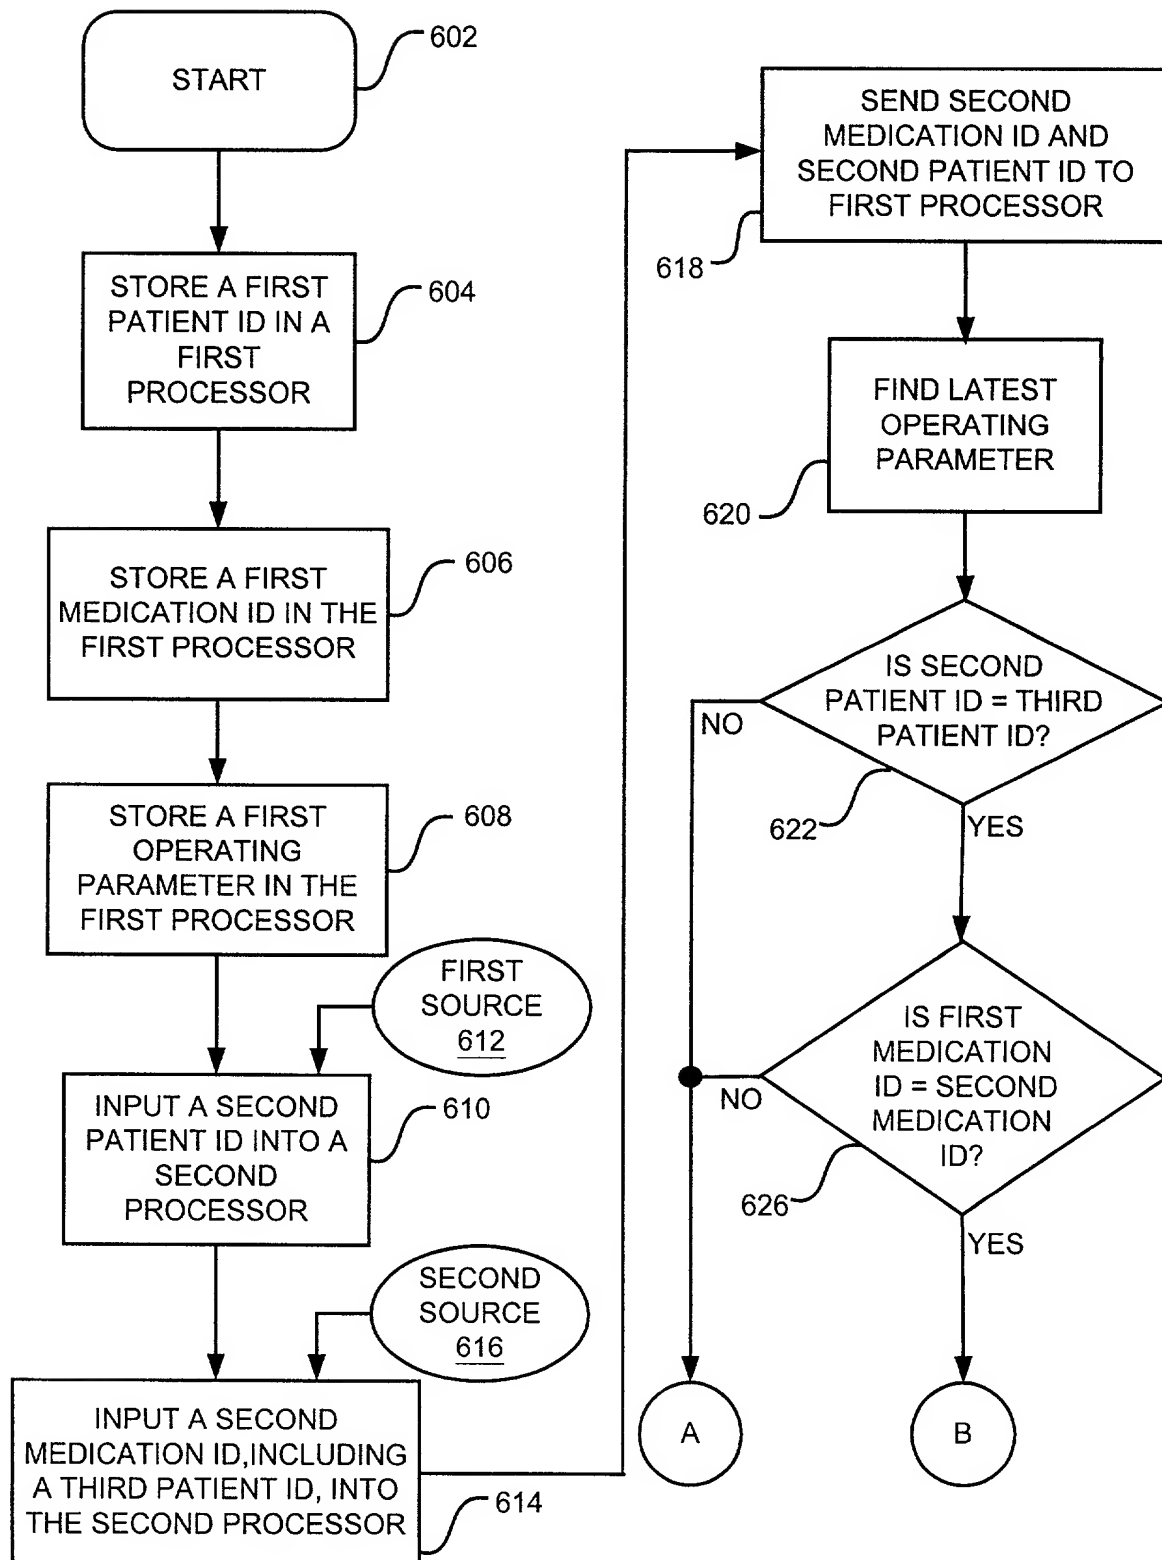 START
602
STORE A FIRST
PATIENT ID IN A
FIRST
PROCESSOR
604
STORE A FIRST
MEDICATION ID IN THE
FIRST PROCESSOR
606
STORE A FIRST
OPERATING
PARAMETER IN THE
FIRST PROCESSOR
608
FIRST
SOURCE
612
INPUT A SECOND
PATIENT ID INTO A
SECOND
PROCESSOR
610
SECOND
SOURCE
616
INPUT A SECOND
MEDICATION ID,INCLUDING
A THIRD PATIENT ID, INTO
THE SECOND PROCESSOR
614
SEND SECOND
MEDICATION ID AND
SECOND PATIENT ID TO
FIRST PROCESSOR
618
FIND LATEST
OPERATING
PARAMETER
620
IS SECOND
PATIENT ID = THIRD
PATIENT ID?
NO
622
YES
IS FIRST
MEDICATION
ID = SECOND
MEDICATION
ID?
NO
626
YES
A
B